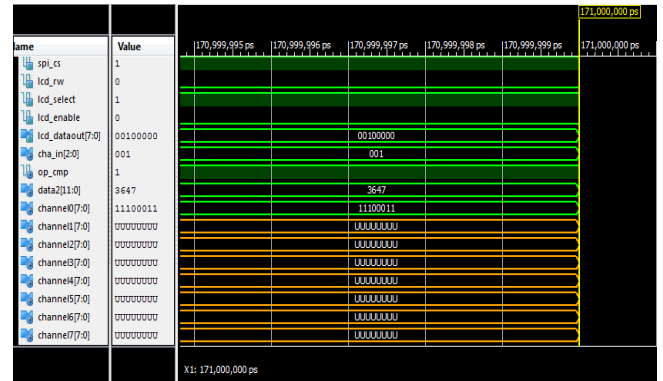 171,000,000 ps
lame Value 170,999,995 ps 170,999,996 ps 170,999,997 ps 170,999,998 ps 170,999,999 ps 171,000,000 ps
spi_cs 1
lcd_rw 0
lcd_select 1
lcd_enable 0
lcd_dataout[7:0] 00100000 00100000
cha_in[2:0] 001 001
op_cmp 1
data2[11:0] 3647 3647
channel0[7:0] 11100011 11100011
channel1[7:0] UUUUUUUU UUUUUUUU
channel2[7:0] UUUUUUUU UUUUUUUU
channel3[7:0] UUUUUUUU UUUUUUUU
channel4[7:0] UUUUUUUU UUUUUUUU
channel5[7:0] UUUUUUUU UUUUUUUU
channel6[7:0] UUUUUUUU UUUUUUUU
channel7[7:0] UUUUUUUU UUUUUUUU
X1: 171,000,000 ps